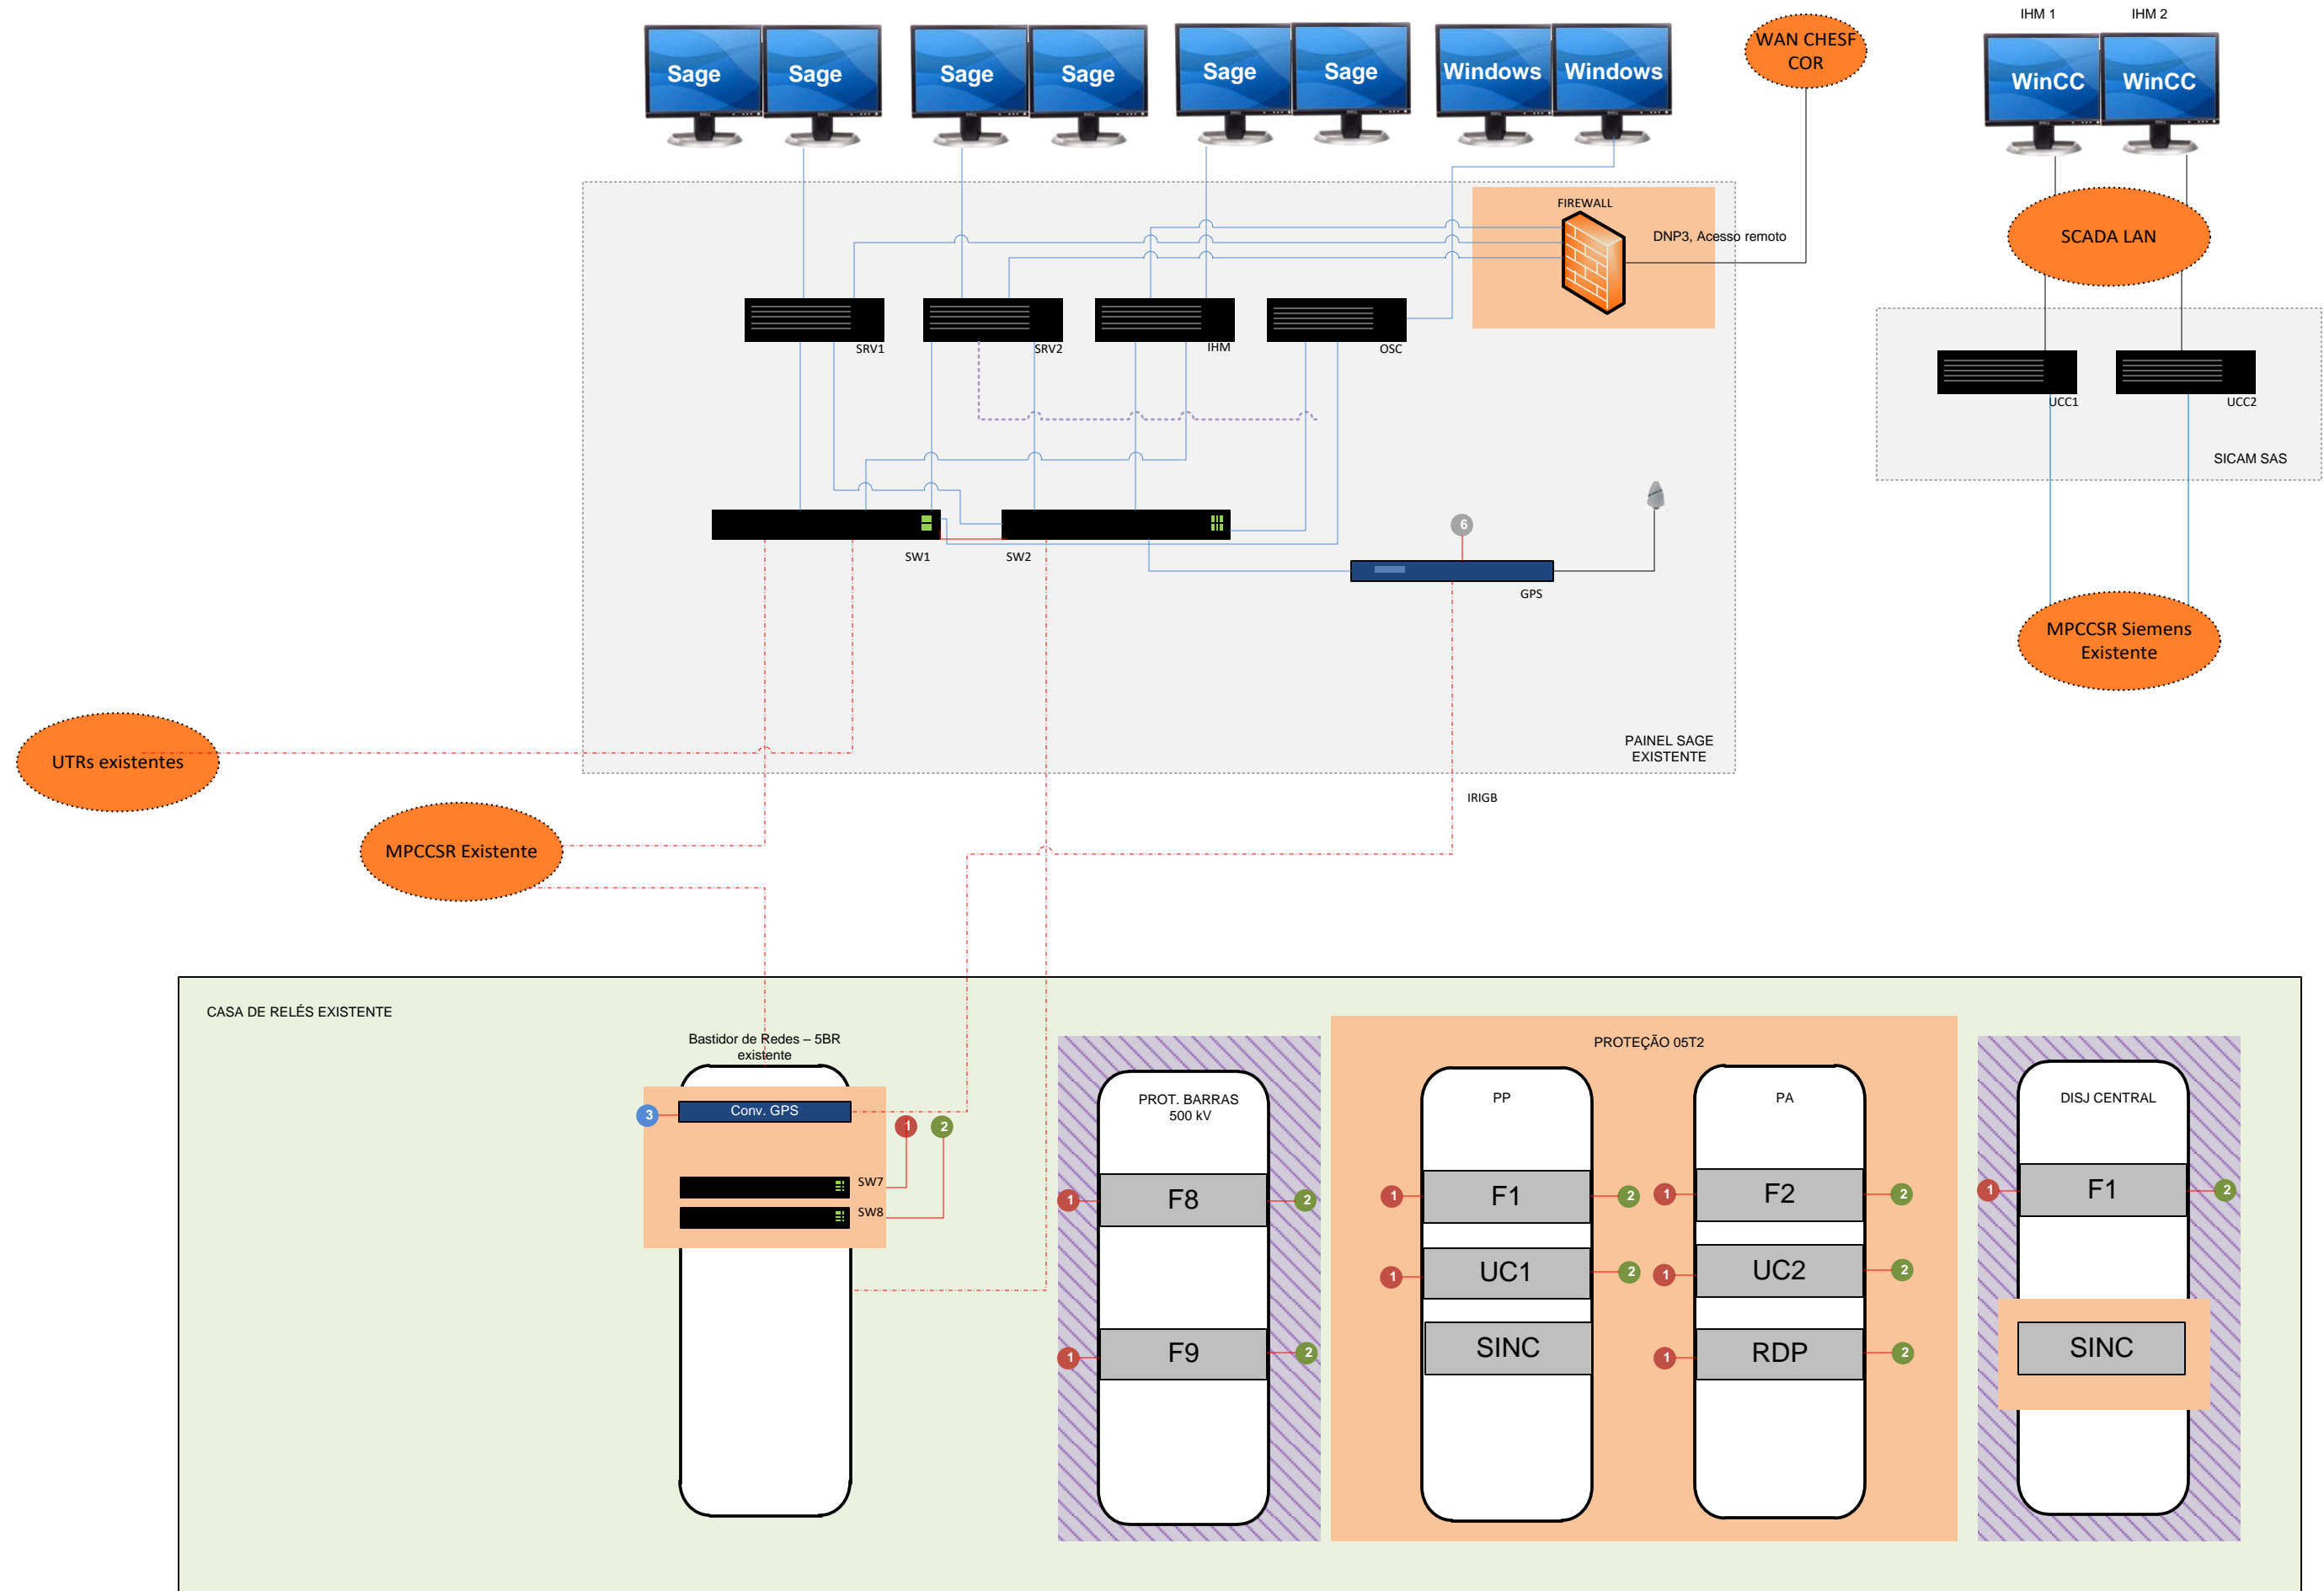 IHM 1
IHM 2
Sage
Sage
Sage
Sage
Sage
Sage
Windows
Windows
WAN CHESF
COR
WinCC
WinCC
FIREWALL
DNP3, Acesso remoto
SCADA LAN
SRV1
SRV2
IHM
OSC
UCC1
UCC2
SICAM SAS
6
SW1
SW2
GPS
MPCCSR Siemens
Existente
PAINEL SAGE
EXISTENTE
UTRs existentes
IRIGB
MPCCSR Existente
CASA DE RELÉS EXISTENTE
Bastidor de Redes – 5BR
existente
3
Conv. GPS
1
2
SW7
SW8
PROT. BARRAS
500 kV
1
F8
2
1
F9
2
PROTEÇÃO 05T2
PP
1
F1
2
1
UC1
2
SINC
PA
1
F2
2
1
UC2
2
1
RDP
2
DISJ CENTRAL
1
F1
2
SINC